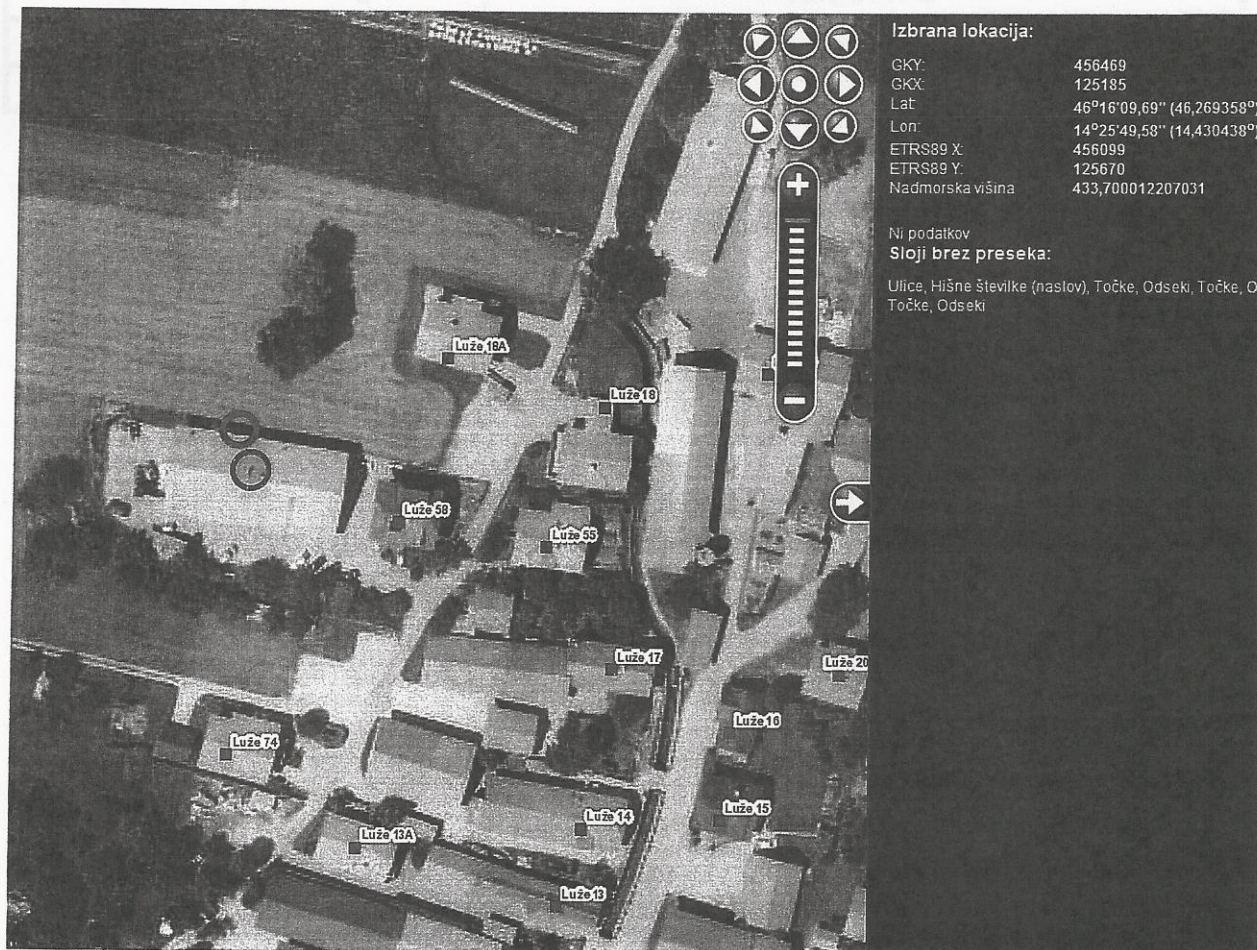 Izbrana lokacija:
GKY: 456469
GKX: 125185
Lat: 46°16'09,69'' (46,269358°)
Lon: 14°25'49,58'' (14,430438°)
ETRS89 X: 456099
ETRS89 Y: 125670
Nadmorska višina 433,700012207031
Ni podatkov
Sloji brez preseka:
Ulice, Hišne številke (naslov), Točke, Odseki, Točke, O
Točke, Odseki
Luže 18A
Luže 18
Luže 55
Luže 17
Luže 20
Luže 16
Luže 74
Luže 15
Luže 14
Luže 13A
Luže 13